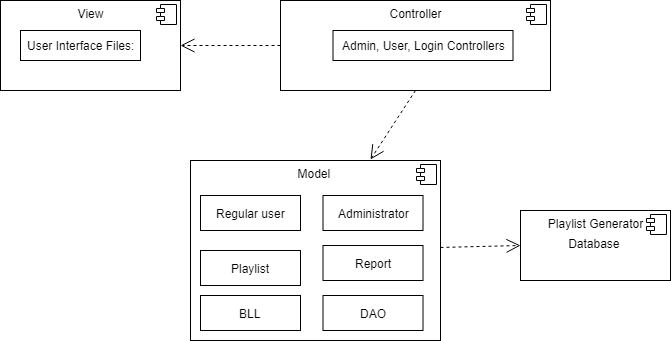 View
User Interface Files:
Controller
Admin, User, Login Controllers
Model
Regular user
Administrator
Playlist
Report
BLL
DAO
Playlist Generator
Database